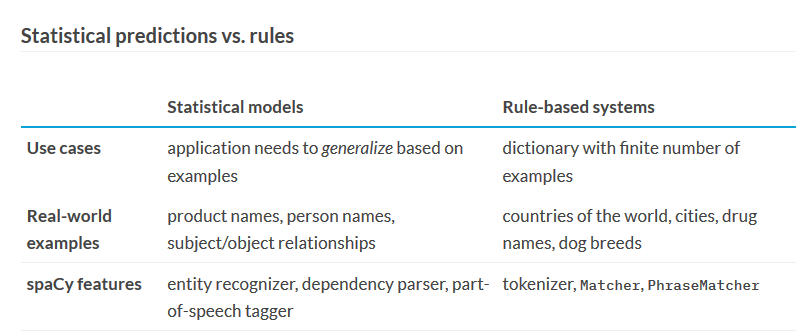 Statistical predictions vs. rules
Statistical models Rule-based systems
Use cases application needs to generalize based on dictionary with finite number of
examples examples
Real-world product names, person names, countries of the world, cities, drug
examples subject/object relationships names, dog breeds
spaCy features entity recognizer, dependency parser, part- tokenizer, Matcher, PhraseMatcher
of-speech tagger